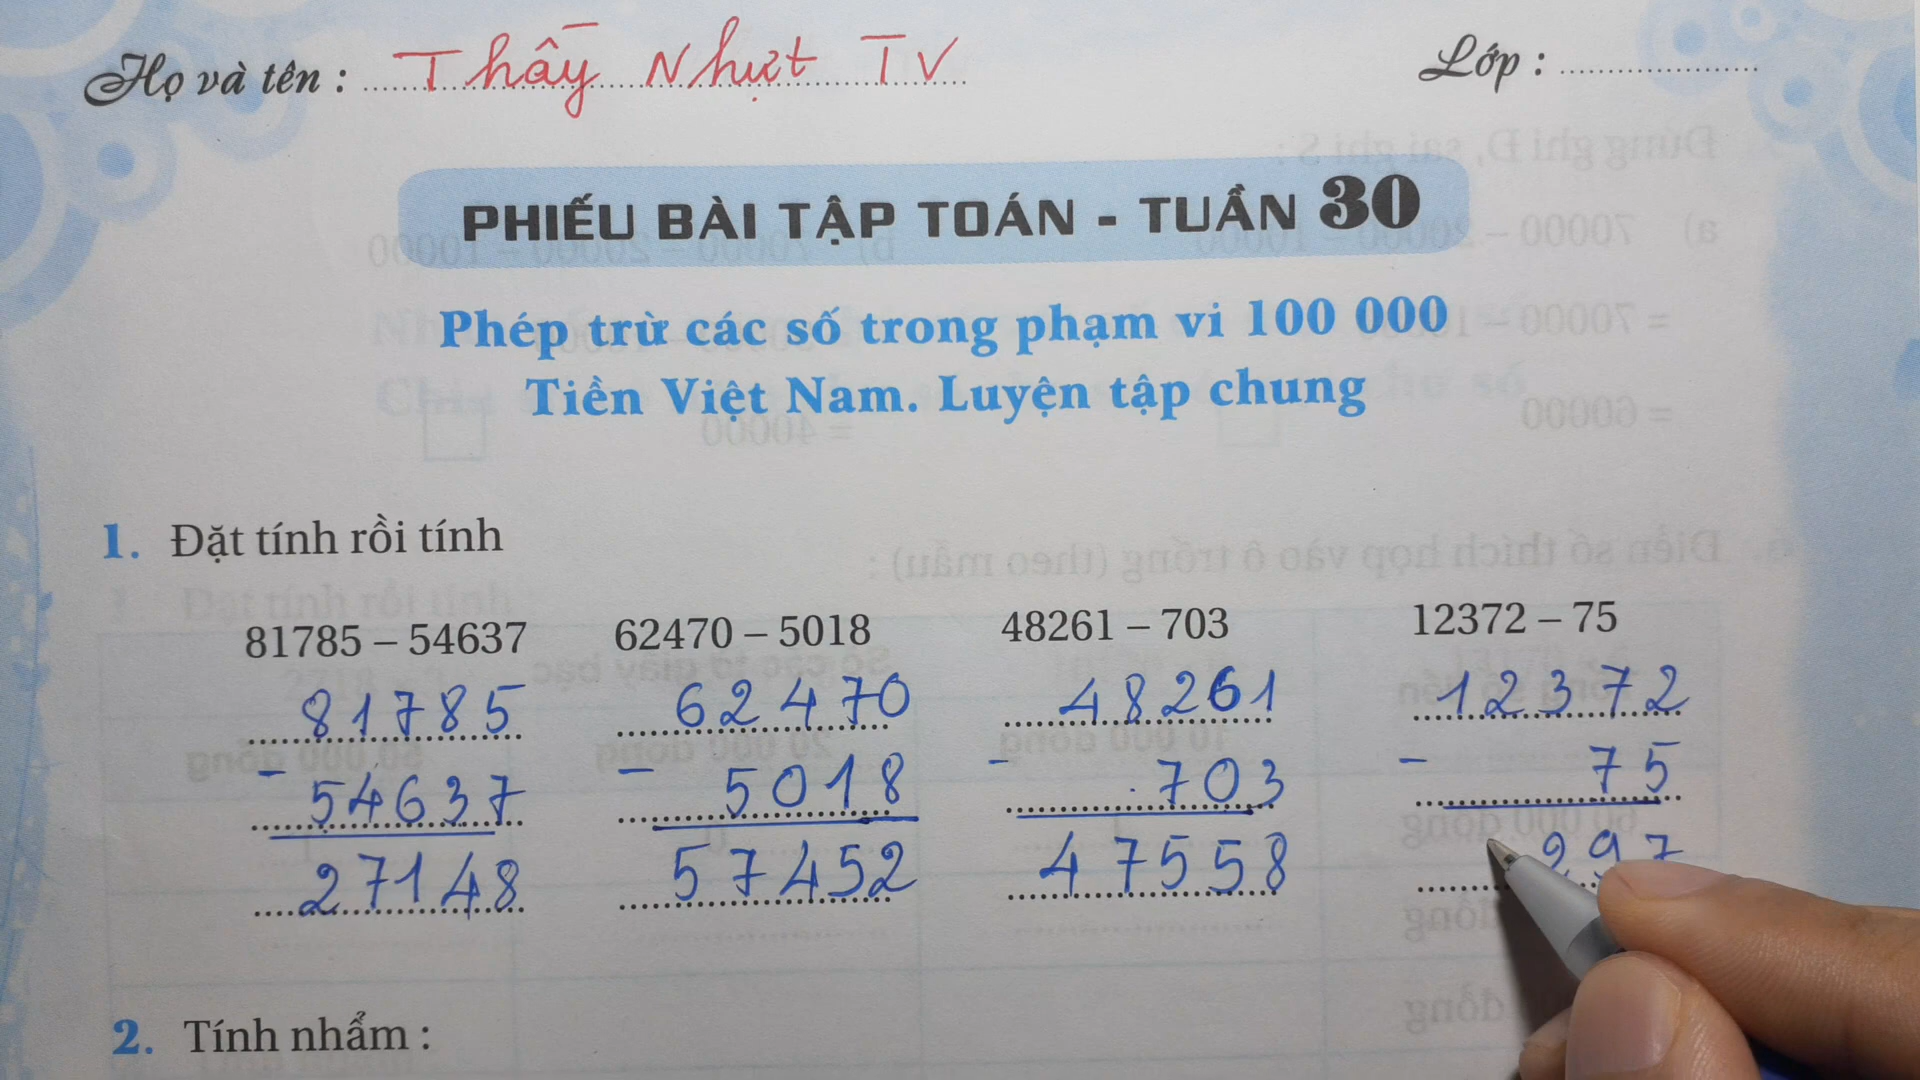 Họ và tên : Thầy Nhựt TV Lớp :
PHIẾU BÀI TẬP TOÁN - TUẦN 30
Phép trừ các số trong phạm vi 100 000
Tiền Việt Nam. Luyện tập chung
1. Đặt tính rồi tính
81785 – 54637 62470 – 5018 48261 – 703 12372 – 75
81785 62470 48261 12372
- 54637 - 5018 - 703 - 75
27148 57452 47558 297
2. Tính nhẩm :